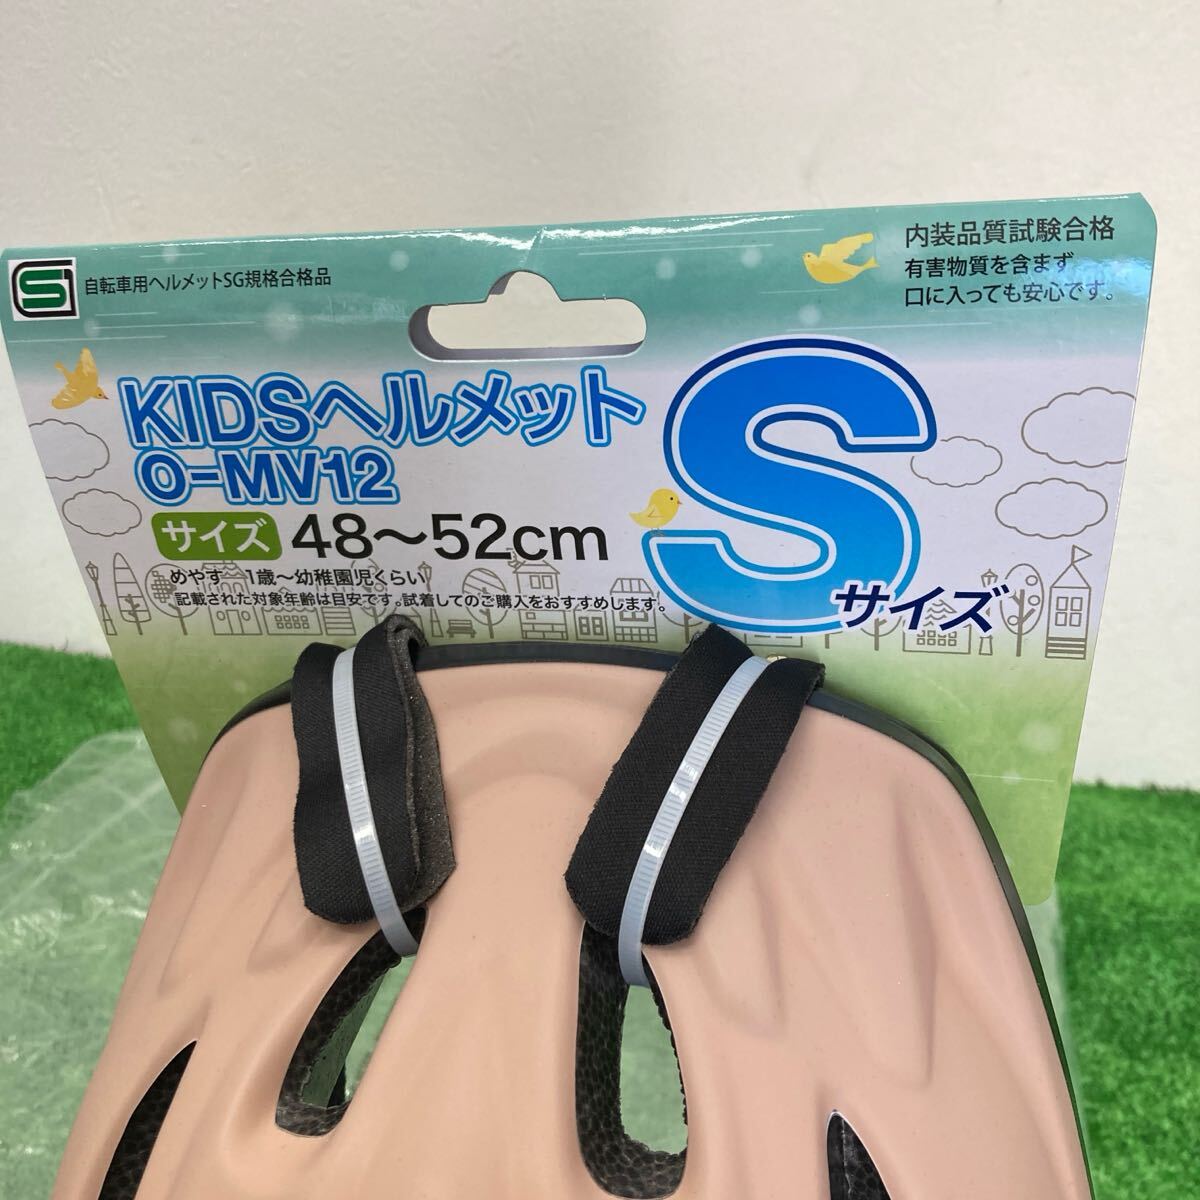 自転車用ヘルメットSG規格合格品
内装品質試験合格
有害物質を含まず
口に入っても安心です。
KIDSヘルメット
O-MV12
サイズ 48〜52cm
めやす 1歳〜幼稚園児くらい
記載された対象年齢は目安です。試着してのご購入をおすすめします。
S
サイズ